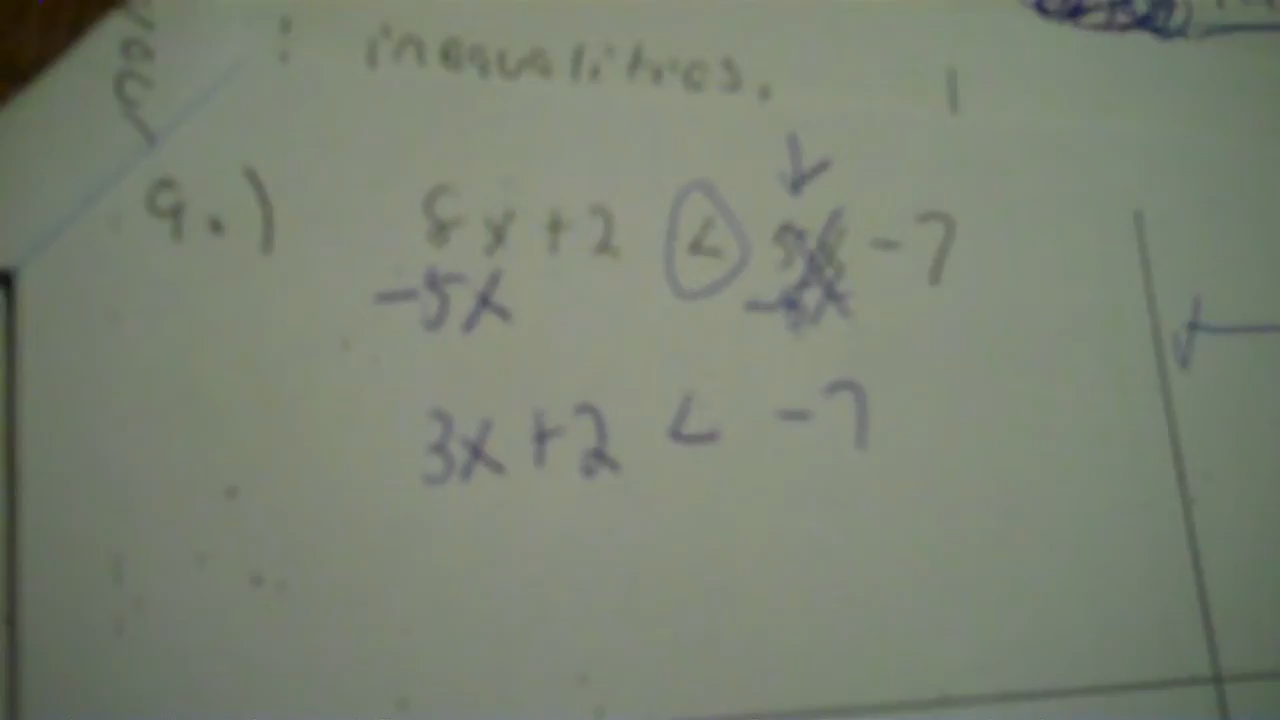 : inequalities.
9.) 8x + 2 < 5x - 7
-5x -5x
3x + 2 < -7